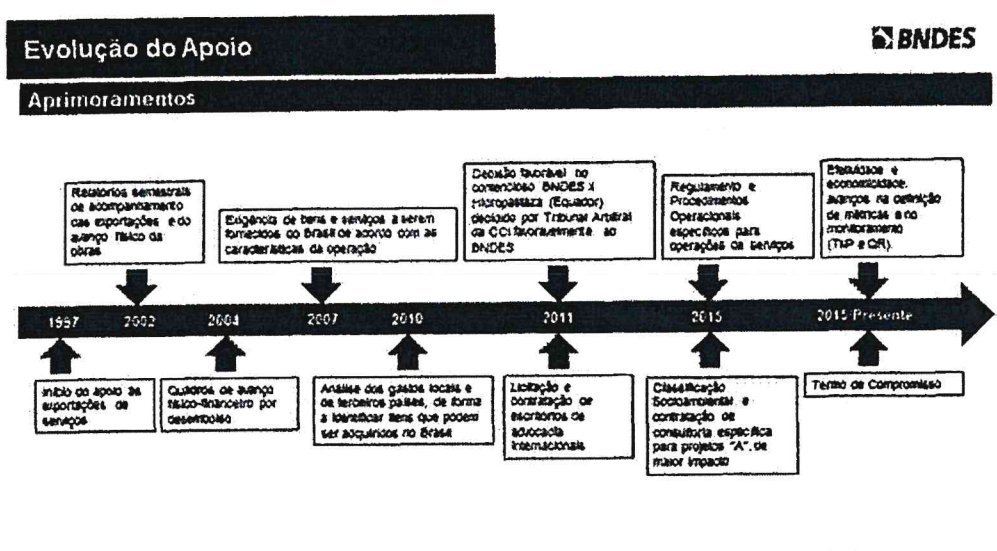 Evolução do Apoio
BNDES
Aprimoramentos
Relatórios semestrais
de acompanhamento
das exportações e do
avanço físico da
obras
Exigência de bens e serviços a serem
fornecidos do Brasil de acordo com as
características da operação
Decisão favorável no
contencioso BNDES X
Hidropastaza (Equador)
decidido por Tribunal Arbitral
da CCI favoravelmente ao
BNDES
Regulamento e
Procedimentos
Operacionais
específicos para
operações de serviços
Efetividade e
economicidade:
avanços na definição
de métricas e no
monitoramento
1997 2002 2004 2007 2010 2011 2015 2015/Presente
Início do apoio às
exportações de
serviços
Quadros de avanço
físico-financeiro por
desembolso
Análise dos gastos locais e
de terceiros países, de forma
a identificar itens que podem
ser adquiridos no Brasil
Licitação e
contratação de
escritórios de
advocacia
internacionais
Classificação
Socioambiental e
contratação de
consultoria específica
para projetos "A", de
maior impacto
Termo de Compromisso